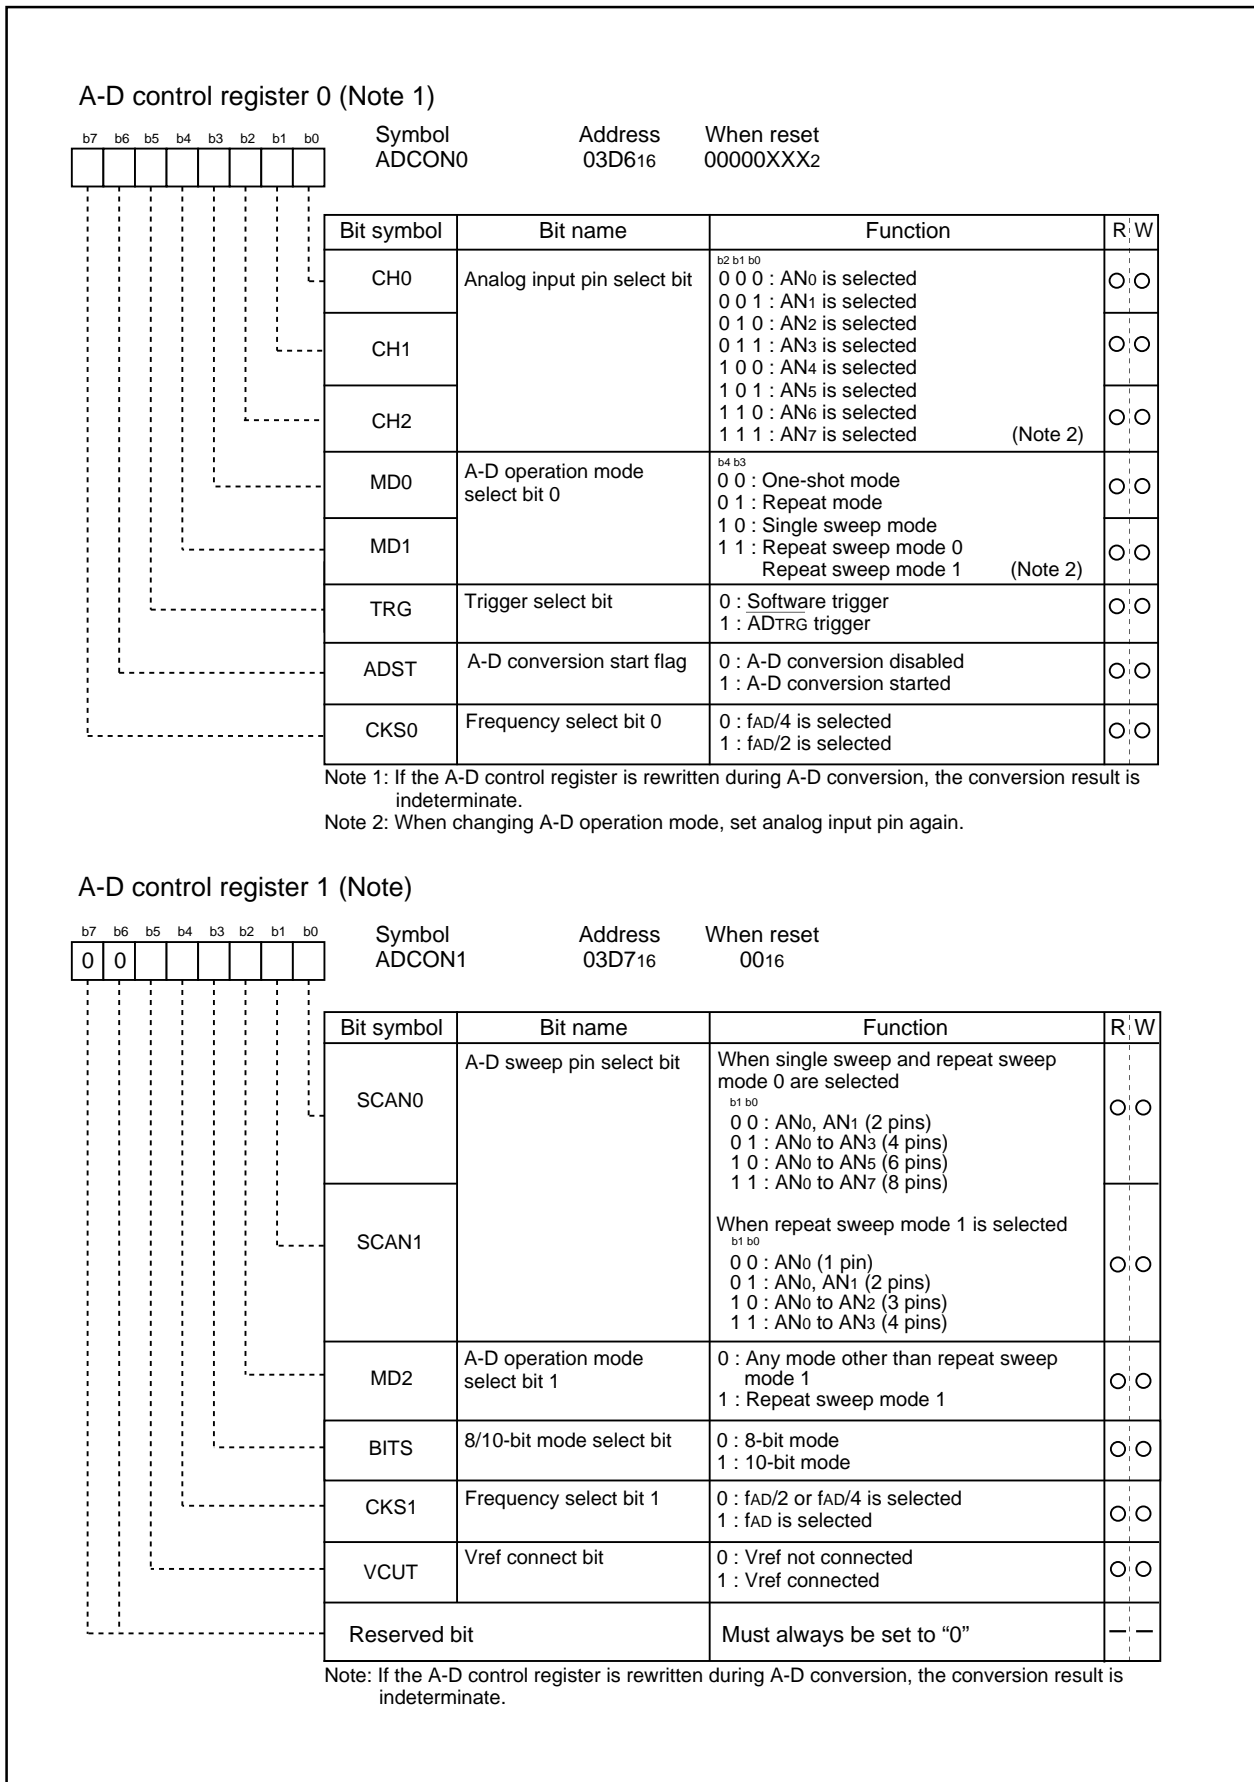 A-D control register 0 (Note 1)
b7 b6 b5 b4 b3 b2 b1 b0
Symbol Address When reset
ADCON0 03D616 00000XXX2
Bit symbol Bit name Function R W
CH0 Analog input pin select bit
b2 b1 b0
0 0 0 : AN0 is selected
0 0 1 : AN1 is selected
0 1 0 : AN2 is selected
CH1
0 1 1 : AN3 is selected
1 0 0 : AN4 is selected
1 0 1 : AN5 is selected
CH2
1 1 0 : AN6 is selected
1 1 1 : AN7 is selected (Note 2)
MD0 A-D operation mode
select bit 0
b4 b3
0 0 : One-shot mode
0 1 : Repeat mode
1 0 : Single sweep mode
MD1
1 1 : Repeat sweep mode 0
Repeat sweep mode 1 (Note 2)
TRG Trigger select bit
0 : Software trigger
1 : ADTRG trigger
ADST A-D conversion start flag
0 : A-D conversion disabled
1 : A-D conversion started
CKS0 Frequency select bit 0
0 : fAD/4 is selected
1 : fAD/2 is selected
Note 1: If the A-D control register is rewritten during A-D conversion, the conversion result is
indeterminate.
Note 2: When changing A-D operation mode, set analog input pin again.
A-D control register 1 (Note)
b7 b6 b5 b4 b3 b2 b1 b0
0 0
Symbol Address When reset
ADCON1 03D716 0016
Bit symbol Bit name Function R W
SCAN0 A-D sweep pin select bit
When single sweep and repeat sweep
mode 0 are selected
b1 b0
0 0 : AN0, AN1 (2 pins)
0 1 : AN0 to AN3 (4 pins)
1 0 : AN0 to AN5 (6 pins)
1 1 : AN0 to AN7 (8 pins)
SCAN1
When repeat sweep mode 1 is selected
b1 b0
0 0 : AN0 (1 pin)
0 1 : AN0, AN1 (2 pins)
1 0 : AN0 to AN2 (3 pins)
1 1 : AN0 to AN3 (4 pins)
MD2 A-D operation mode
select bit 1
0 : Any mode other than repeat sweep
mode 1
1 : Repeat sweep mode 1
BITS 8/10-bit mode select bit
0 : 8-bit mode
1 : 10-bit mode
CKS1 Frequency select bit 1
0 : fAD/2 or fAD/4 is selected
1 : fAD is selected
VCUT Vref connect bit
0 : Vref not connected
1 : Vref connected
Reserved bit Must always be set to “0” – –
Note: If the A-D control register is rewritten during A-D conversion, the conversion result is
indeterminate.